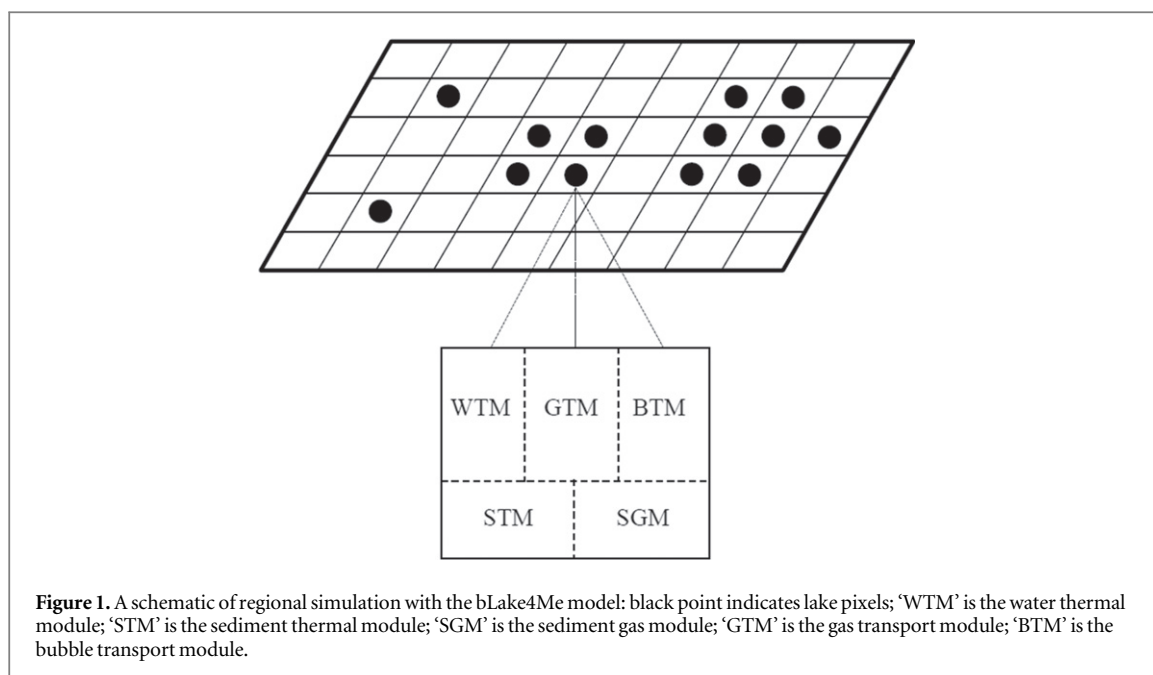 WTM GTM BTM
STM SGM
Figure 1. A schematic of regional simulation with the bLake4Me model: black point indicates lake pixels; ‘WTM’ is the water thermal
module; ‘STM’ is the sediment thermal module; ‘SGM’ is the sediment gas module; ‘GTM’ is the gas transport module; ‘BTM’ is the
bubble transport module.